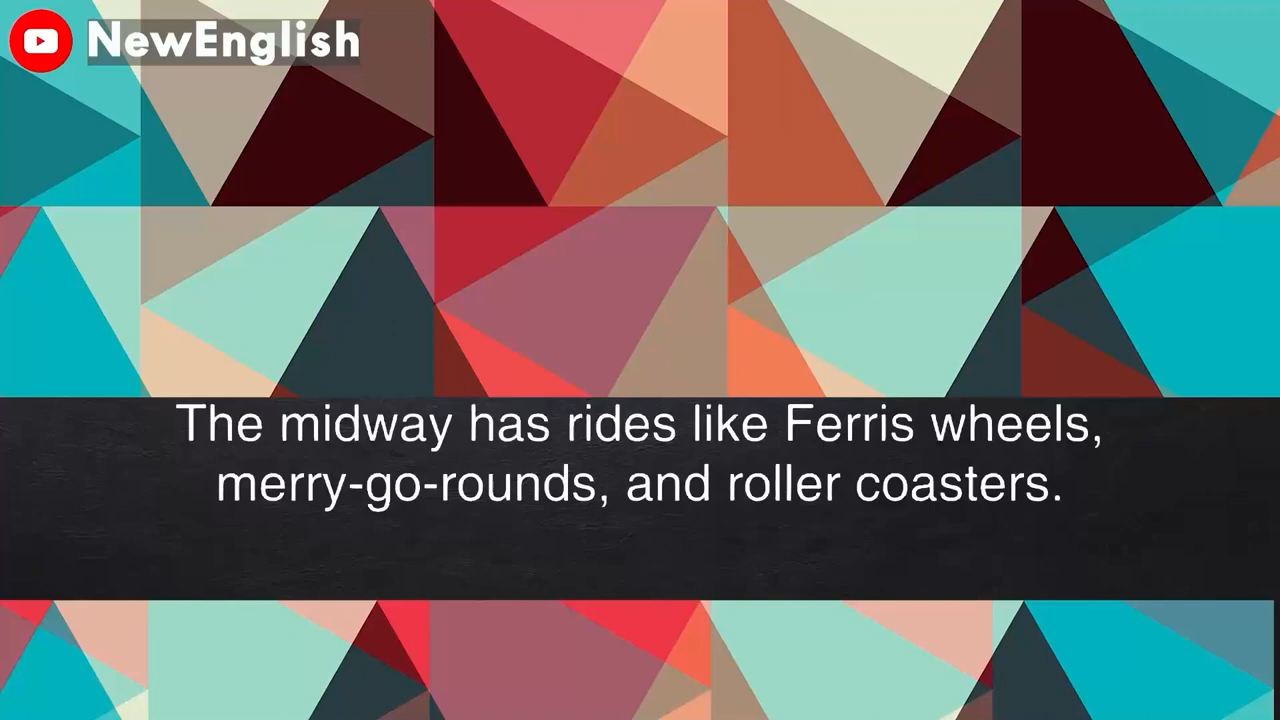 NewEnglish
The midway has rides like Ferris wheels,
merry-go-rounds, and roller coasters.